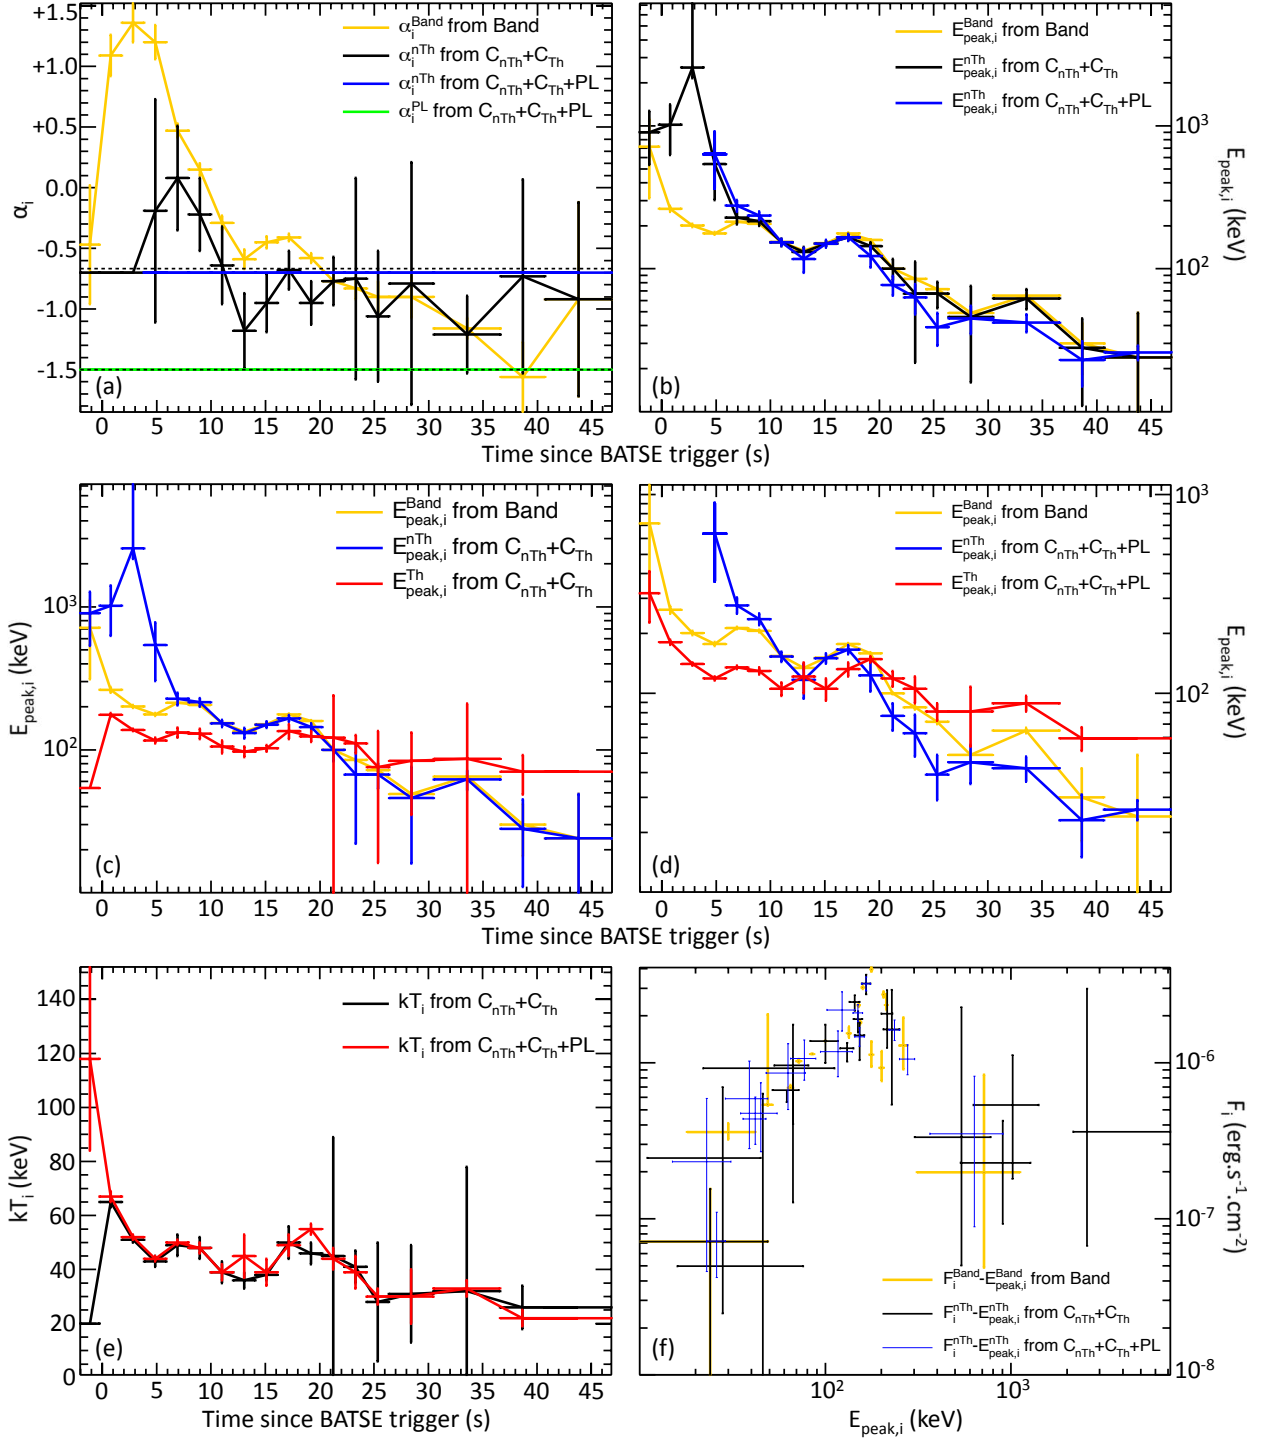 +1.5
+1.0
+0.5
0.0
-0.5
-1.0
-1.5
α_i
α_i^Band from Band
α_i^nTh from C_nTh+C_Th
α_i^nTh from C_nTh+C_Th+PL
α_i^PL from C_nTh+C_Th+PL
(a)
0 5 10 15 20 25 30 35 40 45
Time since BATSE trigger (s)
E_peak,i^Band from Band
E_peak,i^nTh from C_nTh+C_Th
E_peak,i^nTh from C_nTh+C_Th+PL
10^3
10^2
E_peak,i (keV)
(b)
0 5 10 15 20 25 30 35 40 45
Time since BATSE trigger (s)
E_peak,i (keV)
10^3
10^2
E_peak,i^Band from Band
E_peak,i^nTh from C_nTh+C_Th
E_peak,i^Th from C_nTh+C_Th
(c)
0 5 10 15 20 25 30 35 40 45
Time since BATSE trigger (s)
E_peak,i^Band from Band
E_peak,i^nTh from C_nTh+C_Th+PL
E_peak,i^Th from C_nTh+C_Th+PL
10^3
10^2
E_peak,i (keV)
(d)
0 5 10 15 20 25 30 35 40 45
Time since BATSE trigger (s)
140
120
100
80
60
40
20
0
kT_i (keV)
kT_i from C_nTh+C_Th
kT_i from C_nTh+C_Th+PL
(e)
0 5 10 15 20 25 30 35 40 45
Time since BATSE trigger (s)
10^-6
10^-7
10^-8
F_i (erg.s^-1.cm^-2)
F_i^Band-E_peak,i^Band from Band
F_i^nTh-E_peak,i^nTh from C_nTh+C_Th
F_i^nTh-E_peak,i^nTh from C_nTh+C_Th+PL
(f)
10^2 10^3
E_peak,i (keV)